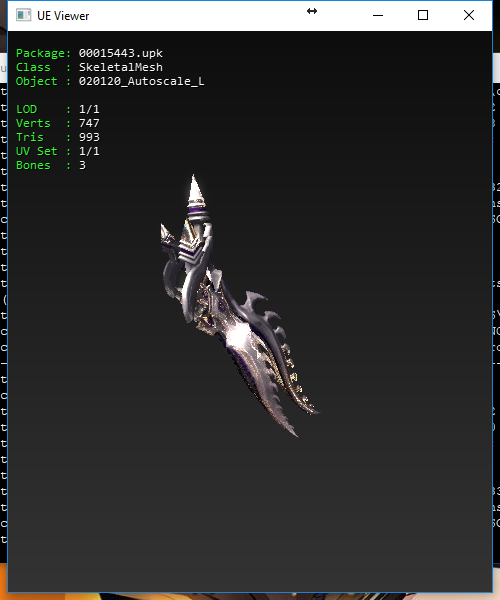 UE Viewer
Package: 00015443.upk
Class : SkeletalMesh
Object : 020120_Autoscale_L
LOD : 1/1
Verts : 747
Tris : 993
UV Set : 1/1
Bones : 3